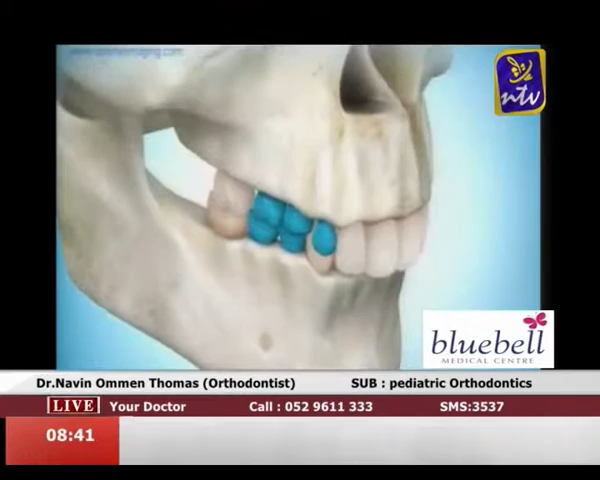 ntv
bluebell
MEDICAL CENTRE
Dr.Navin Ommen Thomas (Orthodontist) SUB : pediatric Orthodontics
LIVE Your Doctor Call : 052 9611 333 SMS:3537
08:41